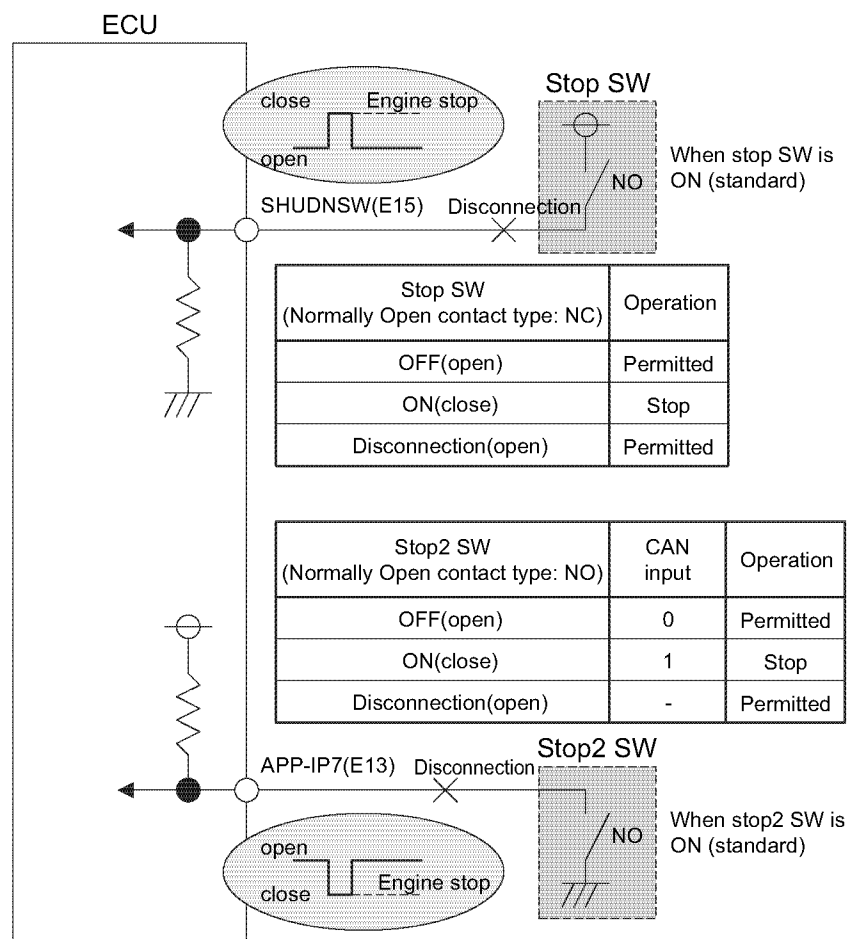 ECU
Stop SW
close
Engine stop
open
NO
When stop SW is
ON (standard)
SHUDNSW(E15)
Disconnection
Stop SW
(Normally Open contact type: NC)
Operation
OFF(open)
Permitted
ON(close)
Stop
Disconnection(open)
Permitted
Stop2 SW
(Normally Open contact type: NO)
CAN
input
Operation
OFF(open)
0
Permitted
ON(close)
1
Stop
Disconnection(open)
-
Permitted
Stop2 SW
APP-IP7(E13)
Disconnection
When stop2 SW is
ON (standard)
NO
open
close
Engine stop